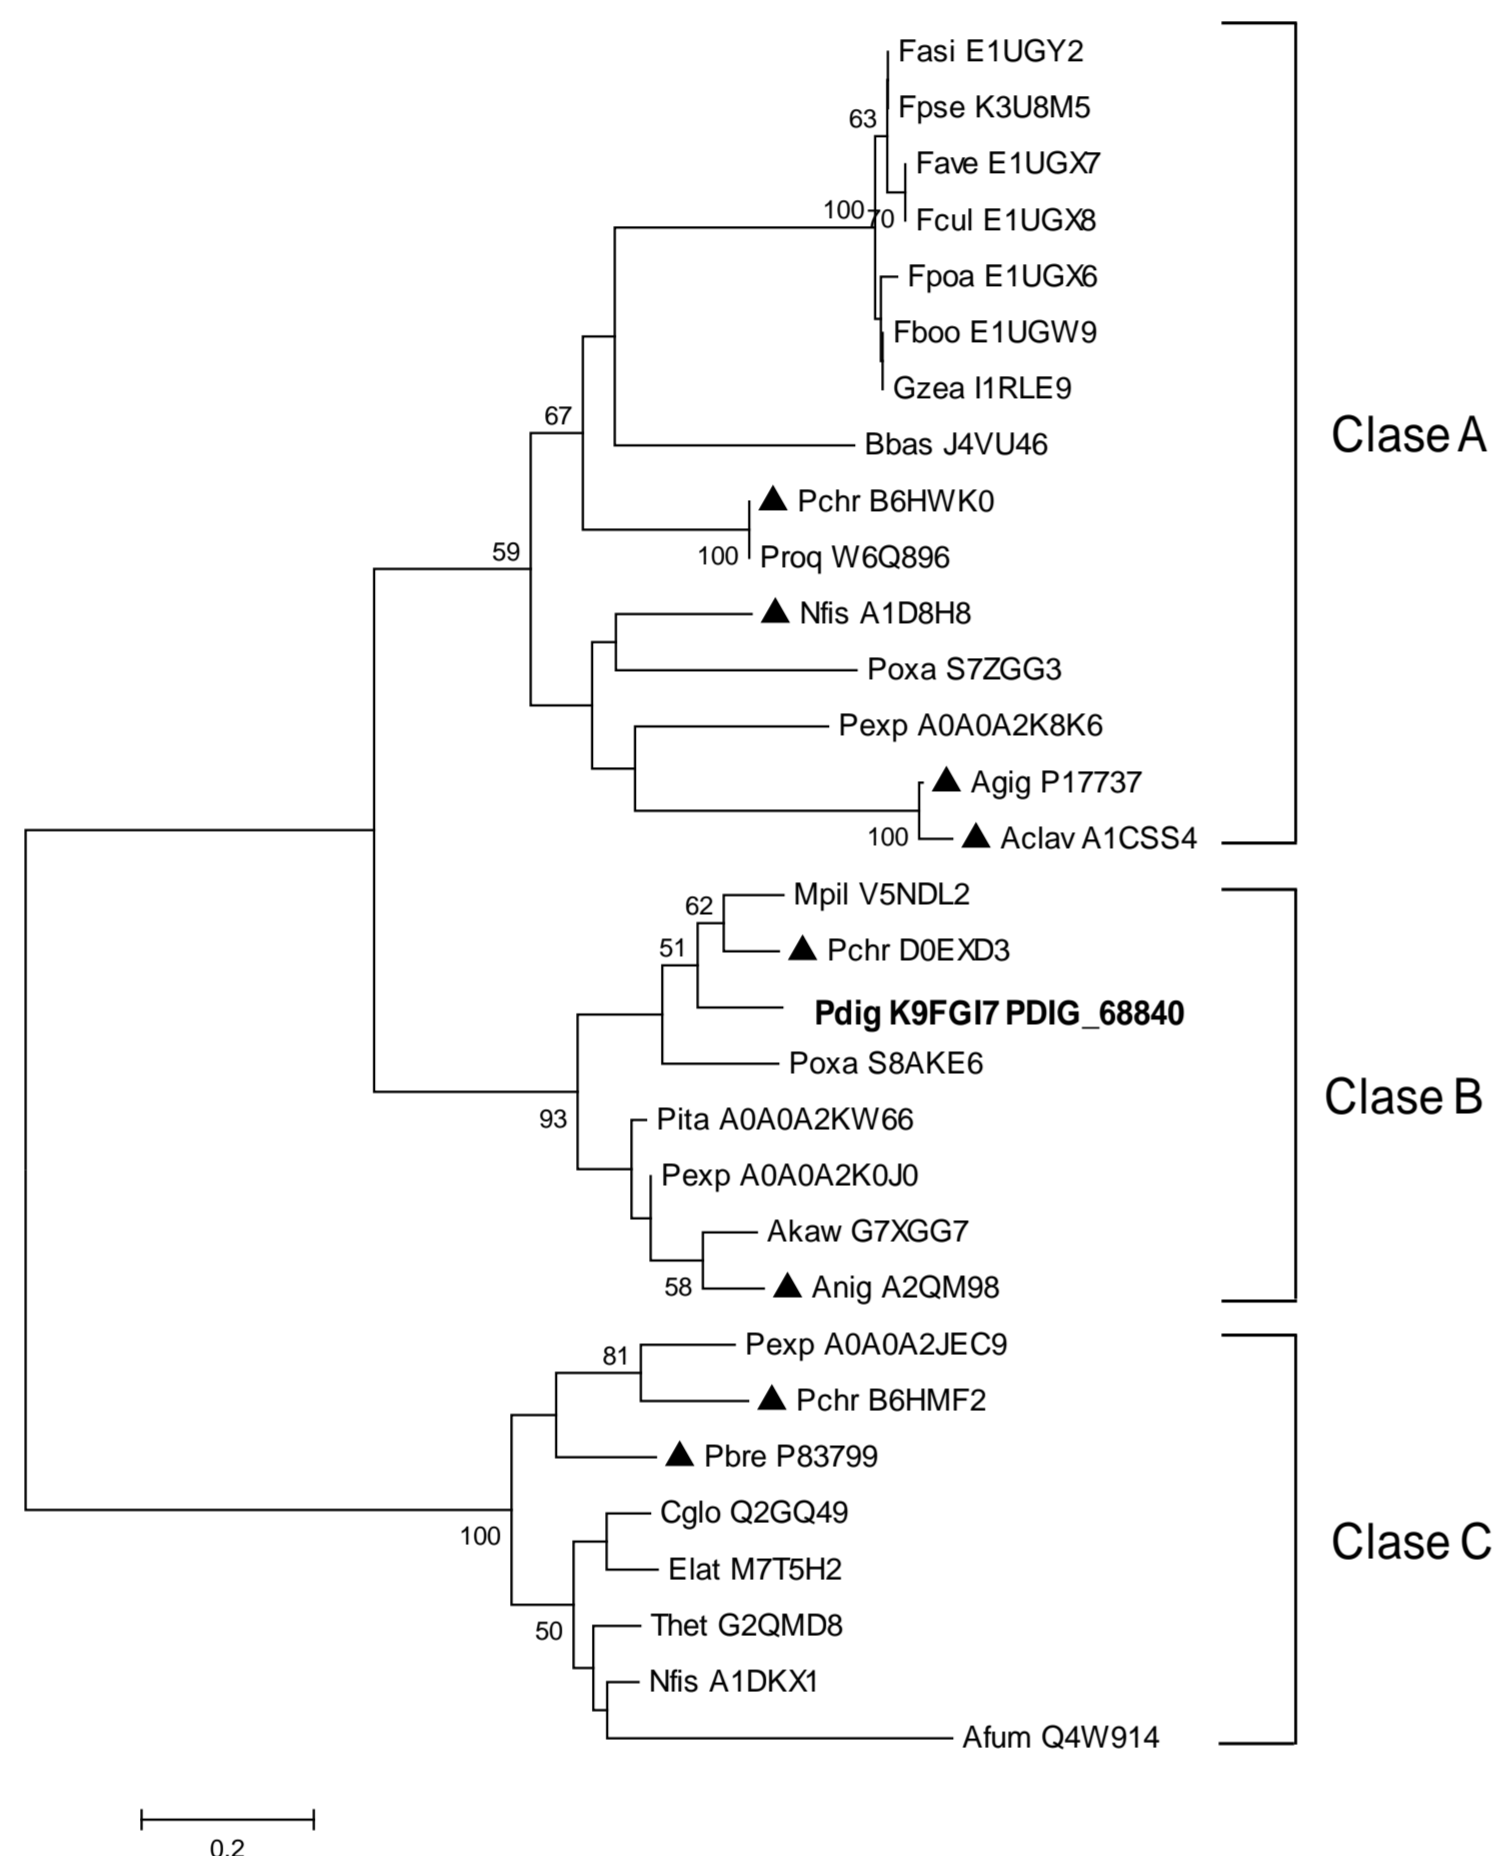 Fasi E1UGY2
Fpse K3U8M5
63
Fave E1UGX7
100
70
Fcul E1UGX8
Fpoa E1UGX6
Fboo E1UGW9
Gzea I1RLE9
67
Clase A
Bbas J4VU46
Pchr B6HWK0
59
100
Proq W6Q896
Nfis A1D8H8
Poxa S7ZGG3
Pexp A0A0A2K8K6
Agig P17737
100
Aclav A1CSS4
Mpil V5NDL2
62
51
Pchr D0EXD3
Pdig K9FGI7 PDIG_68840
Poxa S8AKE6
Clase B
93
Pita A0A0A2KW66
Pexp A0A0A2K0J0
Akaw G7XGG7
58
Anig A2QM98
Pexp A0A0A2JEC9
81
Pchr B6HMF2
Pbre P83799
Cglo Q2GQ49
100
Clase C
Elat M7T5H2
Thet G2QMD8
50
Nfis A1DKX1
Afum Q4W914
0.2